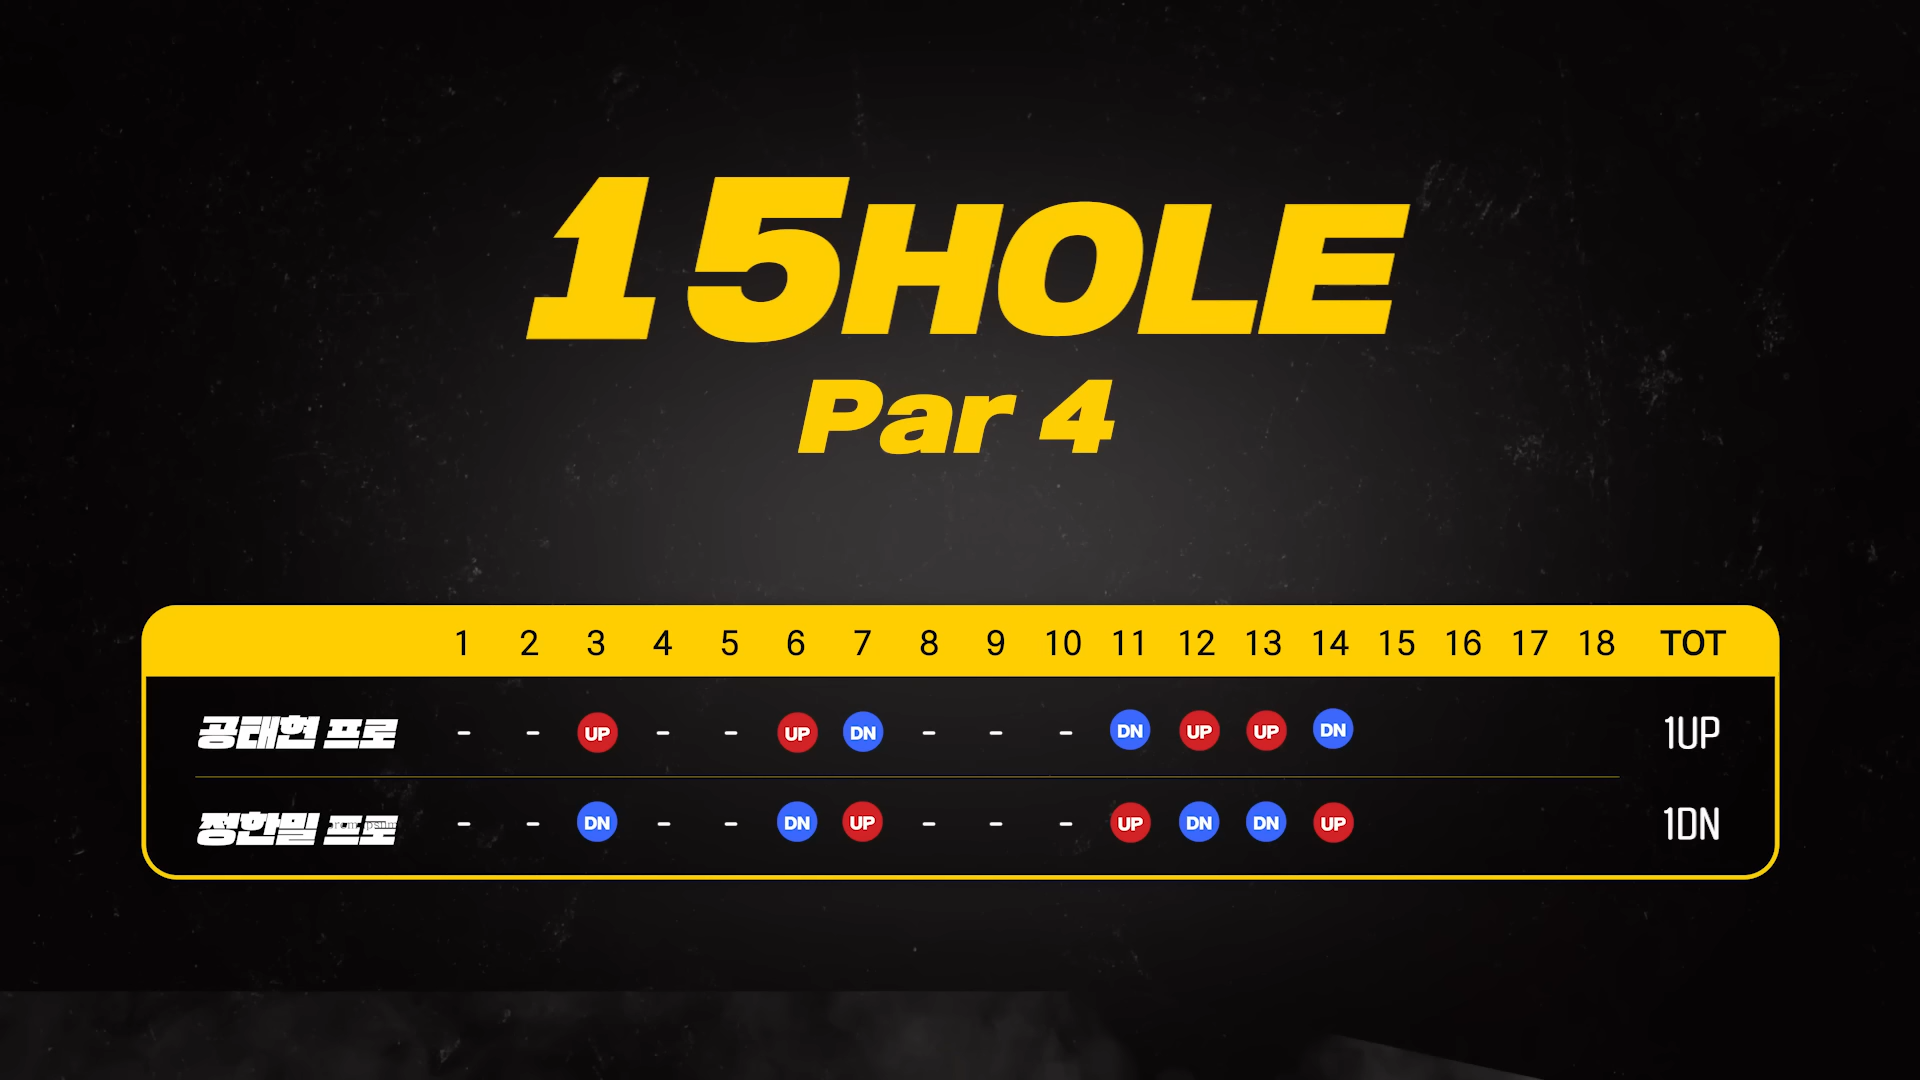 15HOLE
Par 4
1 2 3 4 5 6 7 8 9 10 11 12 13 14 15 16 17 18 TOT
공태현 프로 - - UP - - UP DN - - - DN UP UP DN 1UP
정한밀 프로 - - DN - - DN UP - - - UP DN DN UP 1DN